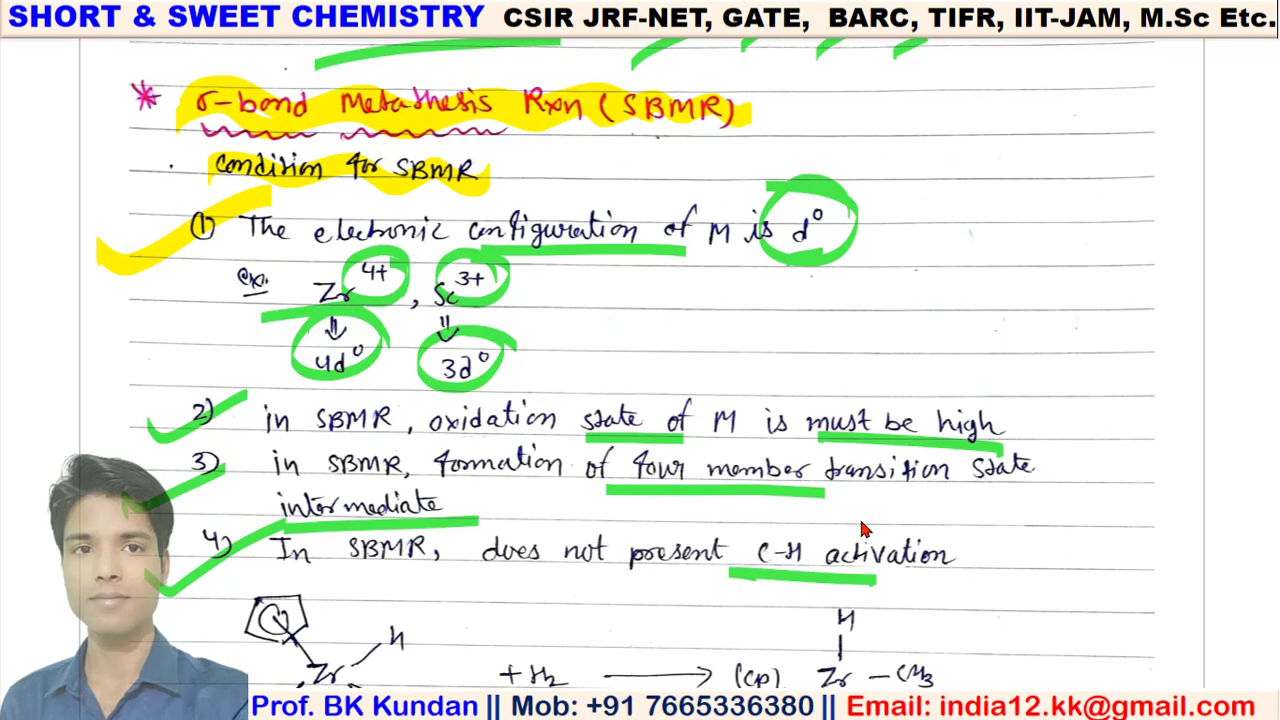 SHORT & SWEET CHEMISTRY CSIR JRF-NET, GATE, BARC, TIFR, IIT-JAM, M.Sc Etc.
* σ-bond Metathesis Rxn (SBMR)
. Condition for SBMR
① The electronic configuration of M is d⁰
ex. Zr⁴⁺, Sc³⁺
⇓ ⇓
4d⁰ 3d⁰
2) in SBMR, oxidation state of M is must be high
3) in SBMR, formation of four member transition state
intermediate
4) In SBMR, does not present C-H activation
H
H
Zr + H₂ ⟶ (Cp) Zr – CH₃
Prof. BK Kundan || Mob: +91 7665336380 || Email: india12.kk@gmail.com